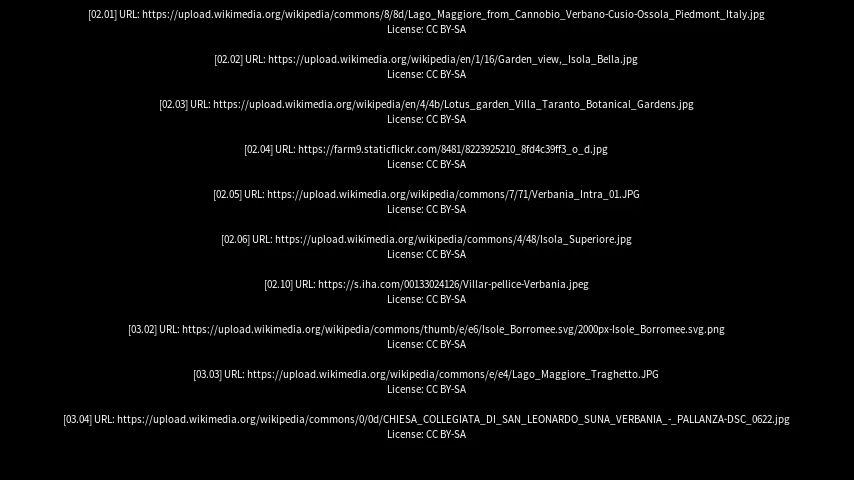 [02.01] URL: https://upload.wikimedia.org/wikipedia/commons/8/8d/Lago_Maggiore_from_Cannobio_Verbano-Cusio-Ossola_Piedmont_Italy.jpg
License: CC BY-SA
[02.02] URL: https://upload.wikimedia.org/wikipedia/en/1/16/Garden_view,_Isola_Bella.jpg
License: CC BY-SA
[02.03] URL: https://upload.wikimedia.org/wikipedia/en/4/4b/Lotus_garden_Villa_Taranto_Botanical_Gardens.jpg
License: CC BY-SA
[02.04] URL: https://farm9.staticflickr.com/8481/8223925210_8fd4c39ff3_o_d.jpg
License: CC BY-SA
[02.05] URL: https://upload.wikimedia.org/wikipedia/commons/7/71/Verbania_Intra_01.JPG
License: CC BY-SA
[02.06] URL: https://upload.wikimedia.org/wikipedia/commons/4/48/Isola_Superiore.jpg
License: CC BY-SA
[02.10] URL: https://s.iha.com/00133024126/Villar-pellice-Verbania.jpeg
License: CC BY-SA
[03.02] URL: https://upload.wikimedia.org/wikipedia/commons/thumb/e/e6/Isole_Borromee.svg/2000px-Isole_Borromee.svg.png
License: CC BY-SA
[03.03] URL: https://upload.wikimedia.org/wikipedia/commons/e/e4/Lago_Maggiore_Traghetto.JPG
License: CC BY-SA
[03.04] URL: https://upload.wikimedia.org/wikipedia/commons/0/0d/CHIESA_COLLEGIATA_DI_SAN_LEONARDO_SUNA_VERBANIA_-_PALLANZA-DSC_0622.jpg
License: CC BY-SA